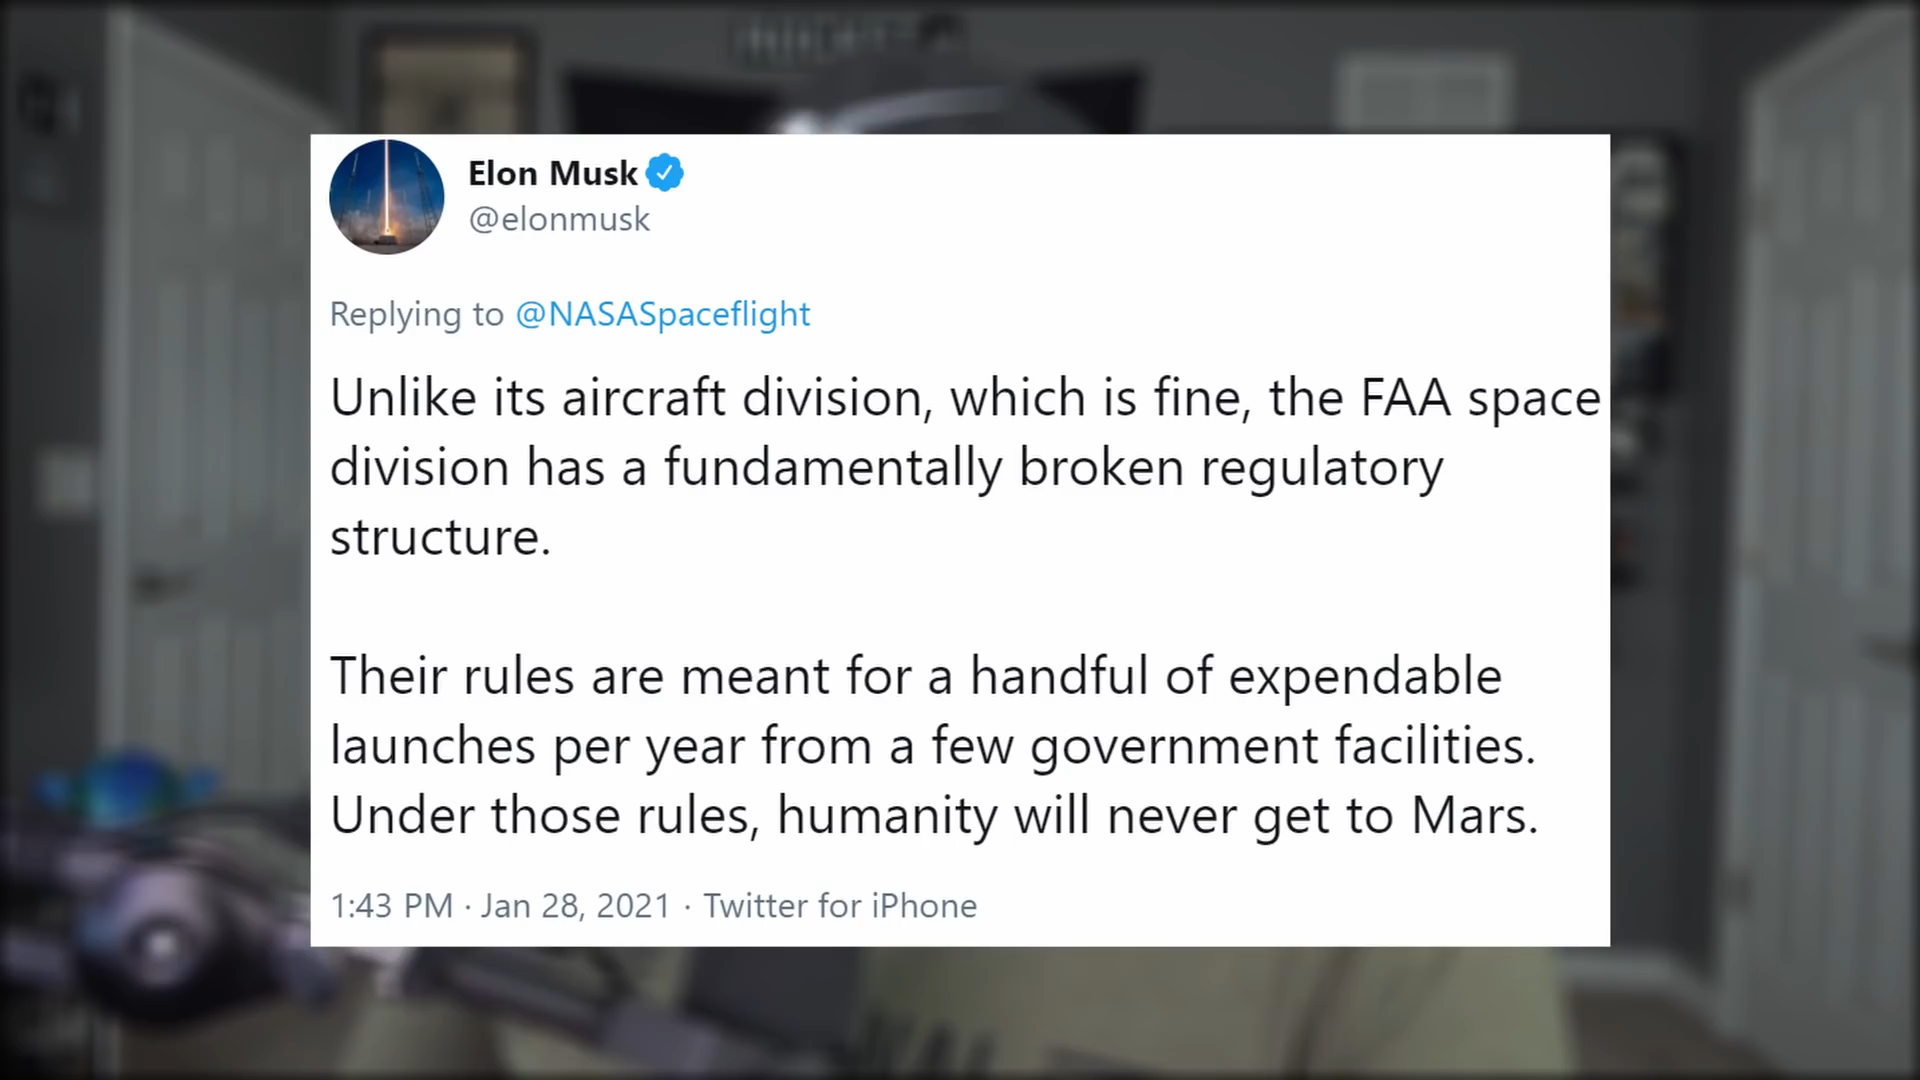 Elon Musk
@elonmusk
Replying to @NASASpaceflight
Unlike its aircraft division, which is fine, the FAA space
division has a fundamentally broken regulatory
structure.
Their rules are meant for a handful of expendable
launches per year from a few government facilities.
Under those rules, humanity will never get to Mars.
1:43 PM · Jan 28, 2021 · Twitter for iPhone